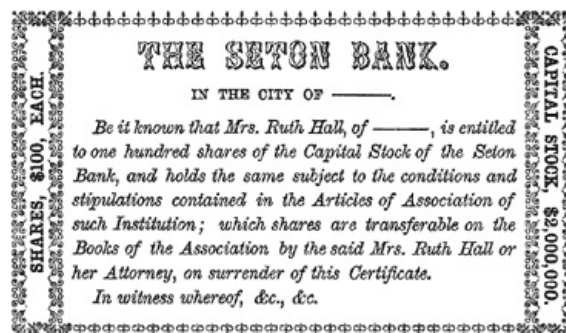 SHARES, $100, EACH.
THE SETON BANK.
IN THE CITY OF ———.
Be it known that Mrs. Ruth Hall, of ———, is entitled
to one hundred shares of the Capital Stock of the Seton
Bank, and holds the same subject to the conditions and
stipulations contained in the Articles of Association of
such Institution; which shares are transferable on the
Books of the Association by the said Mrs. Ruth Hall or
her Attorney, on surrender of this Certificate.
In witness whereof, &c., &c.
CAPITAL STOCK, $2,000,000.